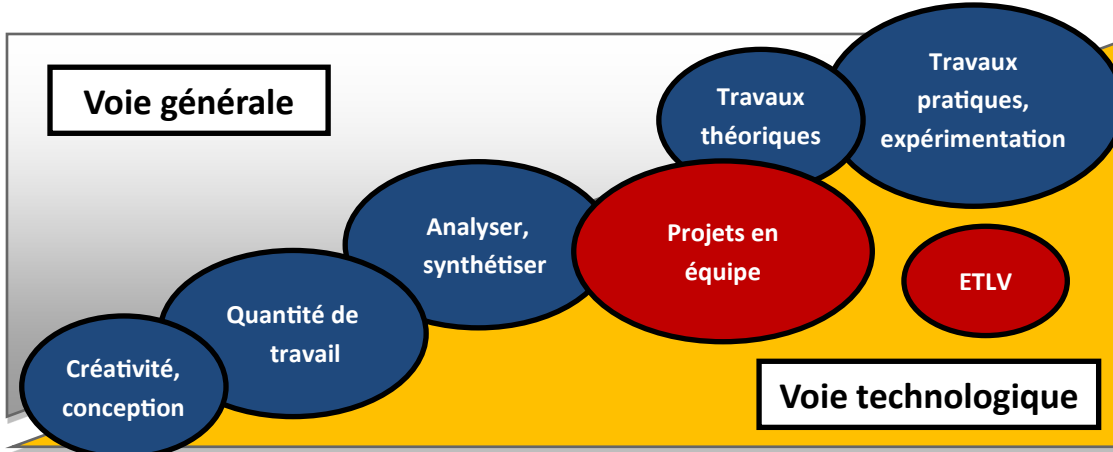 Voie générale
Travaux
théoriques
Travaux
pratiques,
expérimentation
Analyser,
synthétiser
Projets en
équipe
ETLV
Quantité de
travail
Créativité,
conception
Voie technologique